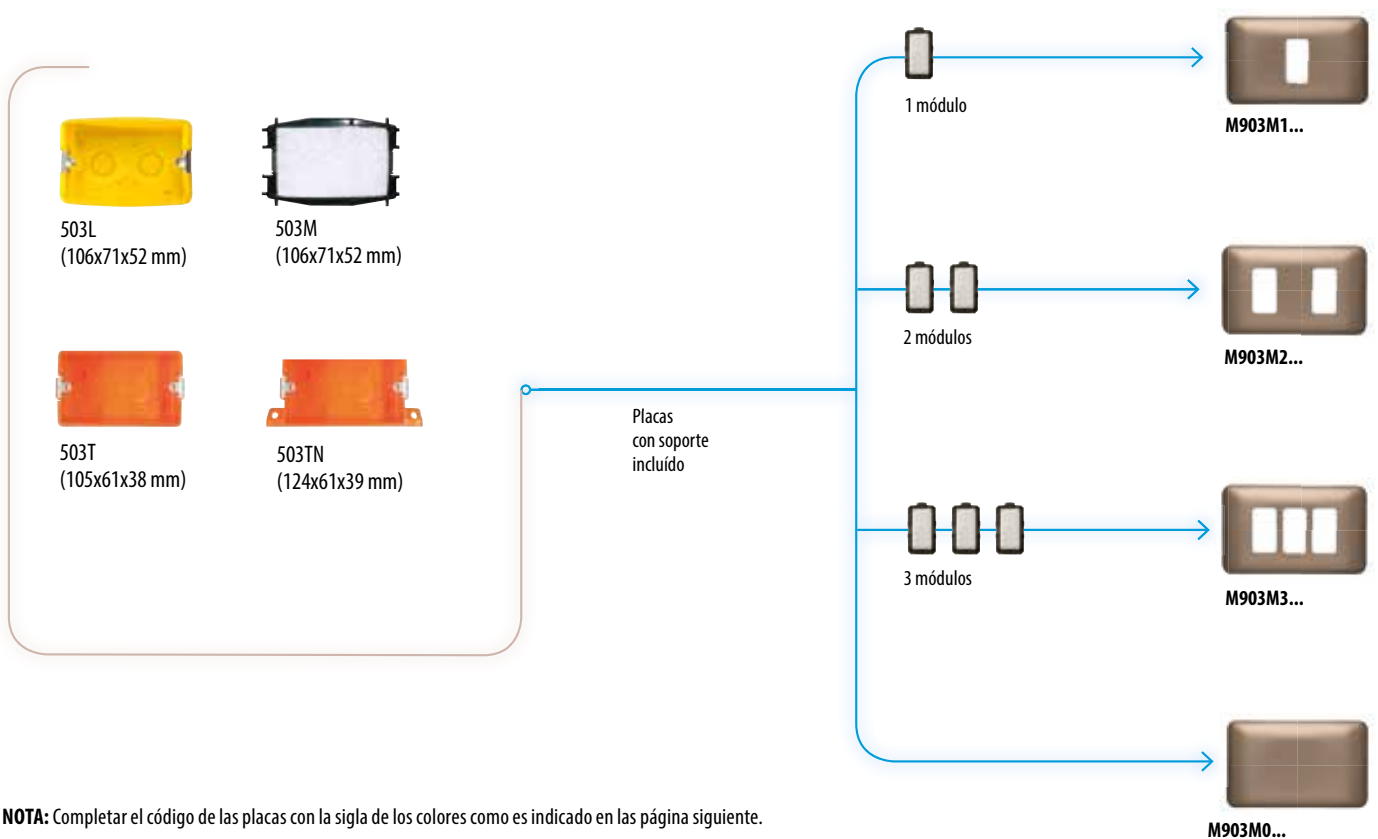 503L
(106x71x52 mm)
503M
(106x71x52 mm)
503T
(105x61x38 mm)
503TN
(124x61x39 mm)
Placas
con soporte
incluído
1 módulo
M903M1...
2 módulos
M903M2...
3 módulos
M903M3...
M903M0...
NOTA: Completar el código de las placas con la sigla de los colores como es indicado en las página siguiente.